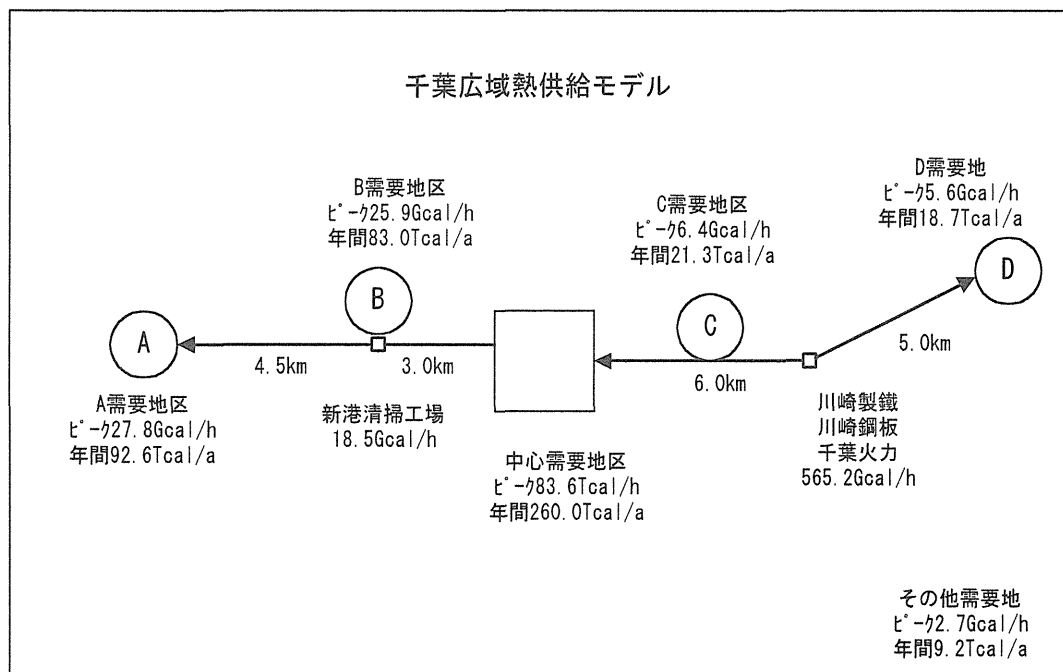 千葉広域熱供給モデル
D需要地
ピーク5.6Gcal/h
年間18.7Tcal/a
B需要地区
ピーク25.9Gcal/h
年間83.0Tcal/a
C需要地区
ピーク6.4Gcal/h
年間21.3Tcal/a
D
B
C
A
4.5km
3.0km
6.0km
5.0km
A需要地区
ピーク27.8Gcal/h
年間92.6Tcal/a
新港清掃工場
18.5Gcal/h
中心需要地区
ピーク83.6Tcal/h
年間260.0Tcal/a
川崎製鐵
川崎鋼板
千葉火力
565.2Gcal/h
その他需要地
ピーク2.7Gcal/h
年間9.2Tcal/a